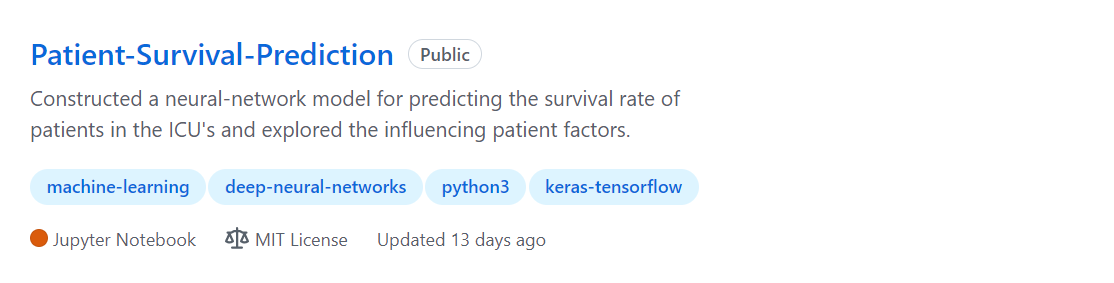 Patient-Survival-Prediction Public
Constructed a neural-network model for predicting the survival rate of
patients in the ICU's and explored the influencing patient factors.
machine-learning deep-neural-networks python3 keras-tensorflow
Jupyter Notebook MIT License Updated 13 days ago